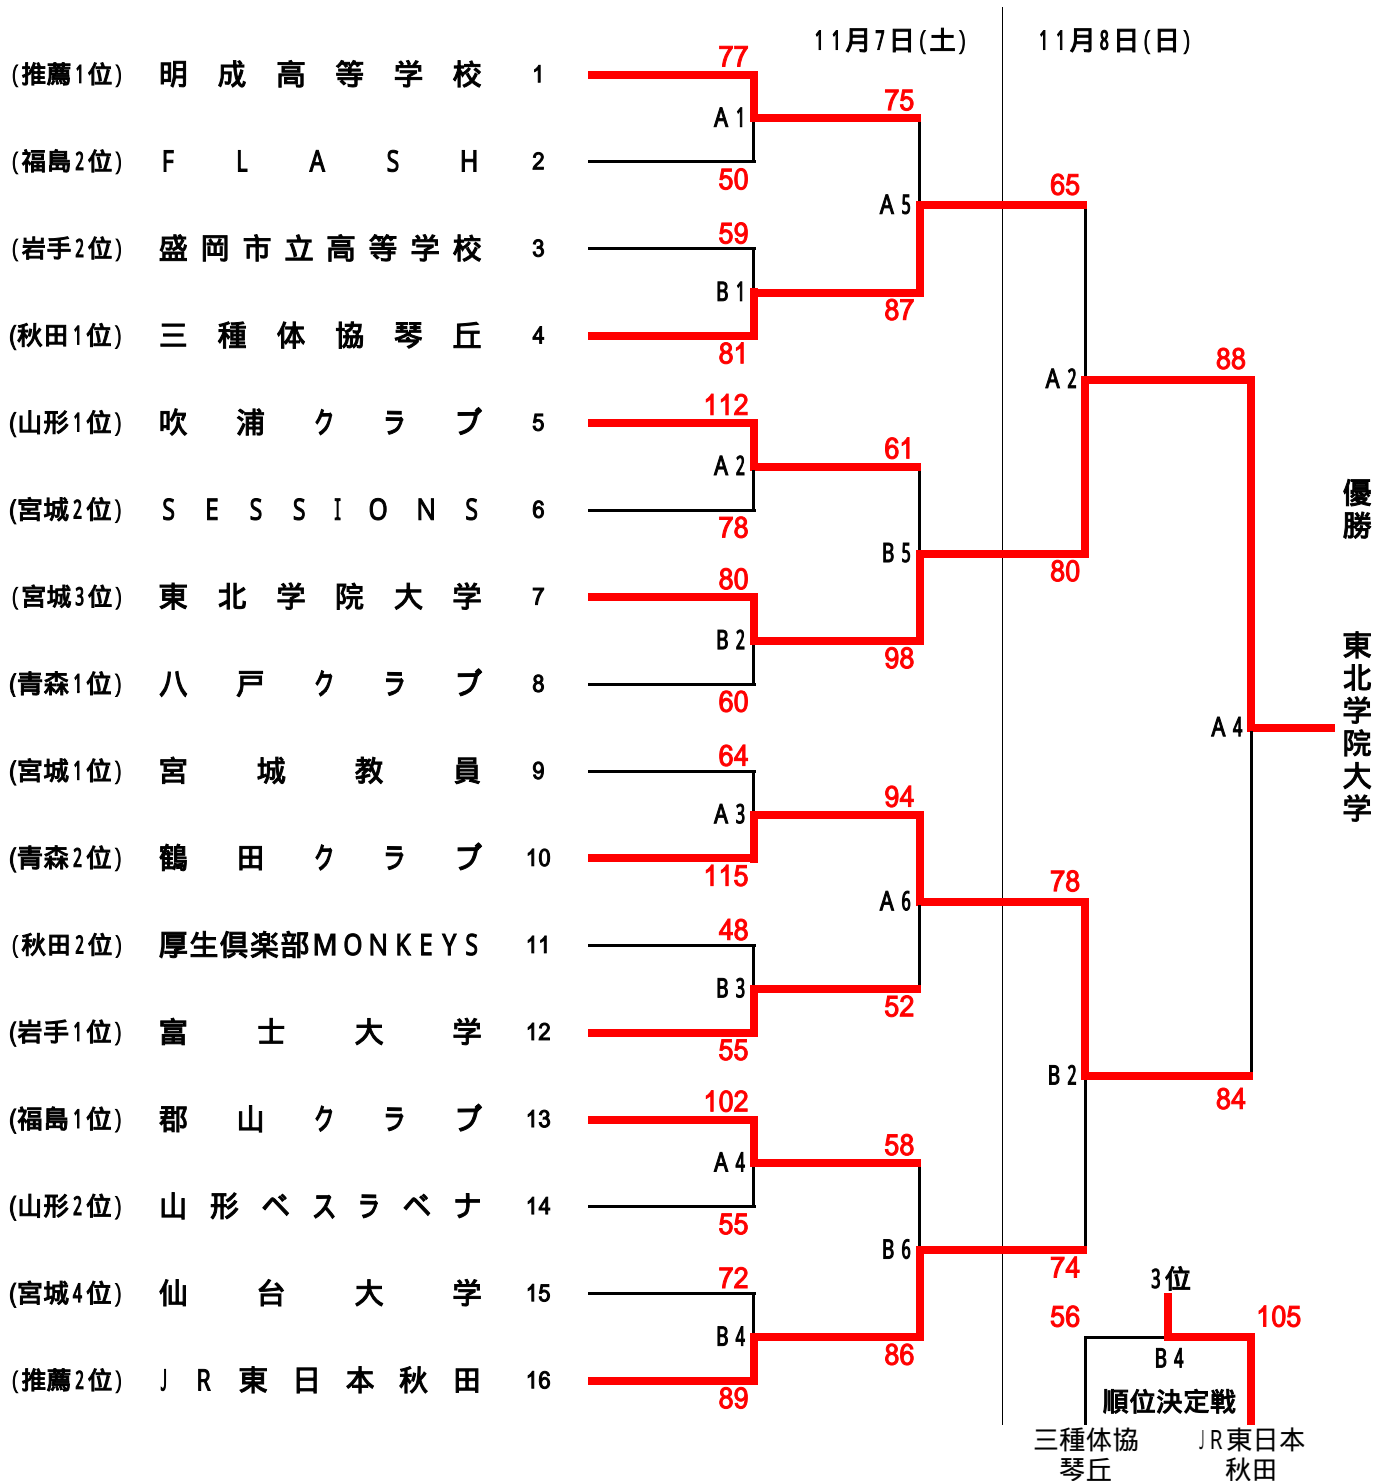 11月7日(土)
11月8日(日)
(推薦1位) 明成高等学校 1
(福島2位) FLASH 2
(岩手2位) 盛岡市立高等学校 3
(秋田1位) 三種体協琴丘 4
(山形1位) 吹浦クラブ 5
(宮城2位) SESSIONS 6
(宮城3位) 東北学院大学 7
(青森1位) 八戸クラブ 8
(宮城1位) 宮城教員 9
(青森2位) 鶴田クラブ 10
(秋田2位) 厚生倶楽部MONKEYS 11
(岩手1位) 富士大学 12
(福島1位) 郡山クラブ 13
(山形2位) 山形ベスラベナ 14
(宮城4位) 仙台大学 15
(推薦2位) JR東日本秋田 16
77
A1
50
59
B1
81
112
A2
78
80
B2
60
64
A3
115
48
B3
55
102
A4
55
72
B4
89
75
A5
87
61
B5
98
94
A6
52
58
B6
86
65
A2
80
78
B2
74
88
A4
84
優勝
東北学院大学
3位
56
105
B4
順位決定戦
三種体協
琴丘
JR東日本
秋田